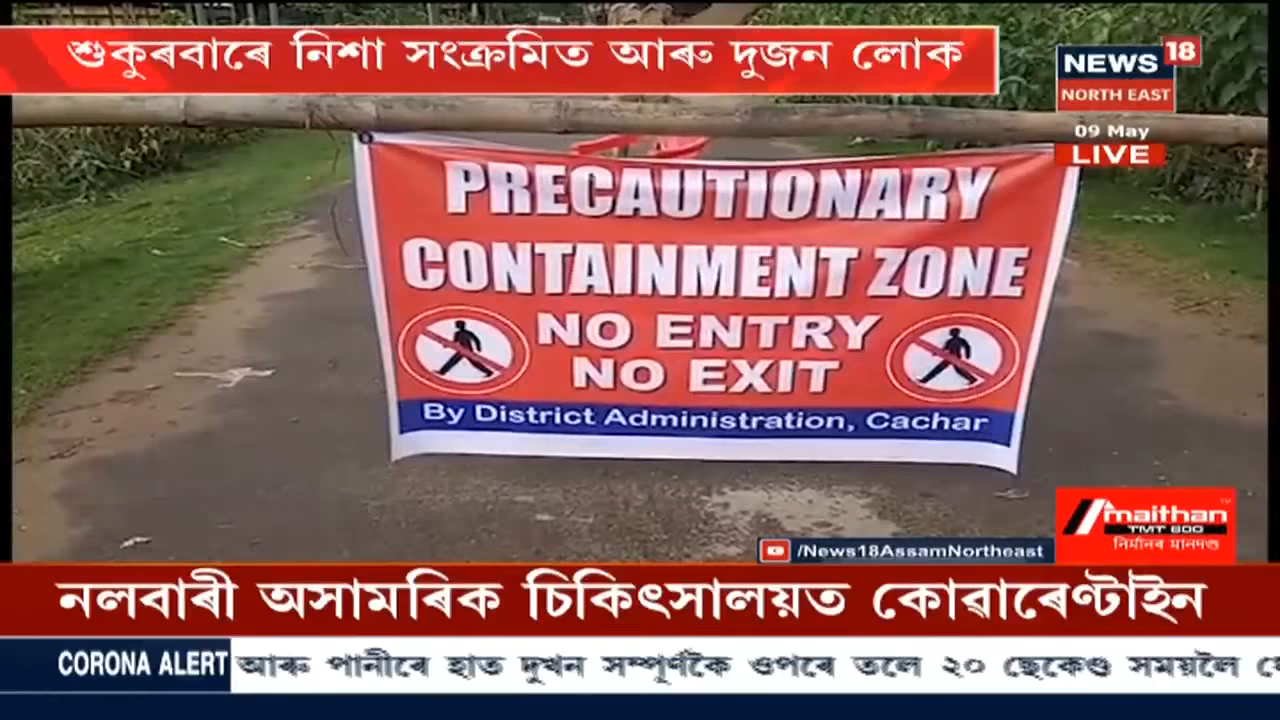 শুকুৰবাৰে নিশা সংক্ৰমিত আৰু দুজন লোক
NEWS 18
NORTH EAST
09 May
LIVE
PRECAUTIONARY
CONTAINMENT ZONE
NO ENTRY
NO EXIT
By District Administration, Cachar
maithan
TMT 600
নিৰ্মানৰ মানদণ্ড
/News18AssamNortheast
নলবাৰী অসামৰিক চিকিৎসালয়ত কোৱাৰেণ্টাইন
CORONA ALERT আৰু পানীৰে হাত দুখন সম্পূৰ্ণকৈ ওপৰে তলে ২০ ছেকেণ্ড সময়লৈ